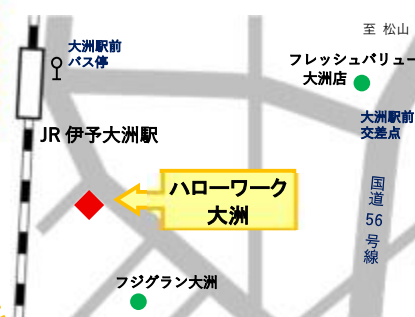 至 松山
大洲駅前
バス停
フレッシュバリュー
大洲店
大洲駅前
交差点
JR 伊予大洲駅
ハローワーク
大洲
国道56号線
フジグラン大洲